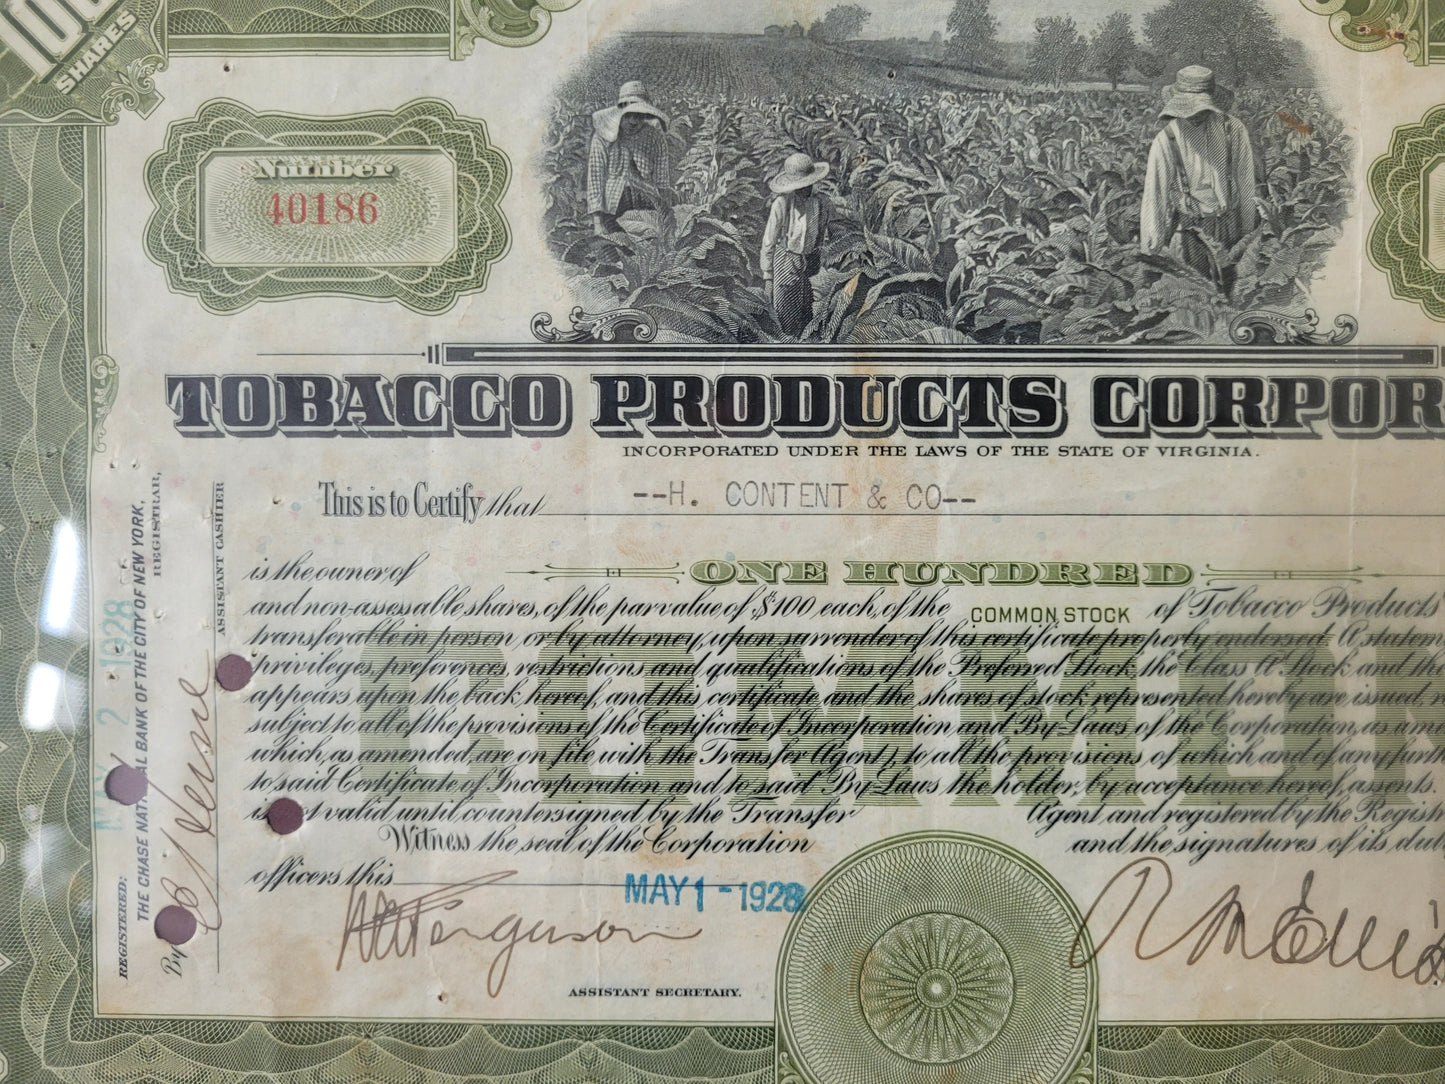 100
SHARES
Number
40186
TOBACCO PRODUCTS CORPOR
INCORPORATED UNDER THE LAWS OF THE STATE OF VIRGINIA.
This is to Certify that --H. CONTENT & CO--
is the owner of ONE HUNDRED
and non-assessable shares, of the par value of $100 each, of the COMMON STOCK of Tobacco Products
transferable in person or by attorney, upon surrender of this certificate properly endorsed. A statem
privileges, preferences, restrictions and qualifications of the Preferred Stock, the Class A Stock and th
appears upon the back hereof, and this certificate and the shares of stock represented hereby are issued,
subject to all of the provisions of the Certificate of Incorporation and By-Laws of the Corporation, as am
which, as amended, are on file with the Transfer Agent), to all the provisions of which and of any furth
to said Certificate of Incorporation and to said By-Laws the holder, by acceptance hereof, assents.
is not valid until countersigned by the Transfer Agent and registered by the Regist
Witness the seal of the Corporation and the signatures of its dul
officers this MAY 1 - 1928
Ferguson
ASSISTANT SECRETARY.
REGISTERED:
THE CHASE NATIONAL BANK OF THE CITY OF NEW YORK,
REGISTRAR,
MAY 2 1928
By
ASSISTANT CASHIER